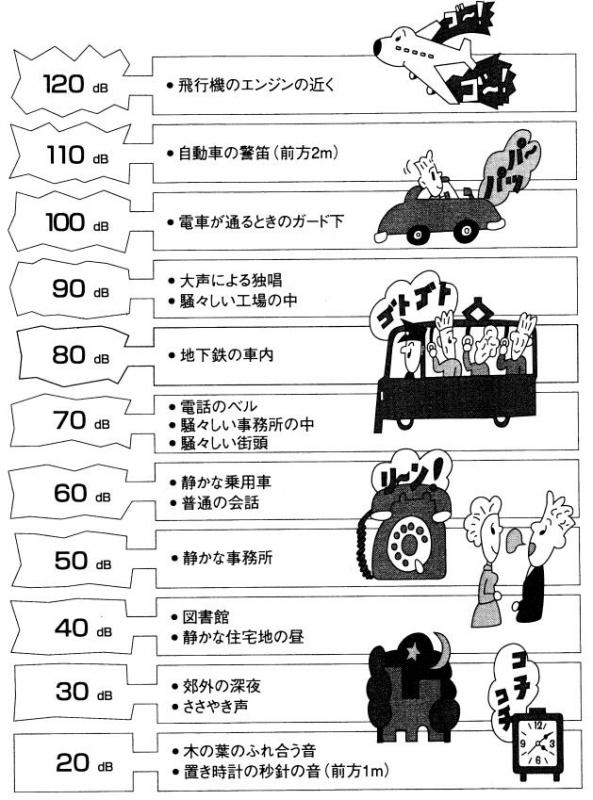 ゴー!
ゴー!
120 dB
• 飛行機のエンジンの近く
110 dB
• 自動車の警笛(前方2m)
パ〜
パッ
100 dB
• 電車が通るときのガード下
90 dB
• 大声による独唱
• 騒々しい工場の中
ゴトゴト
80 dB
• 地下鉄の車内
70 dB
• 電話のベル
• 騒々しい事務所の中
• 騒々しい街頭
リ〜ン!
60 dB
• 静かな乗用車
• 普通の会話
50 dB
• 静かな事務所
40 dB
• 図書館
• 静かな住宅地の昼
30 dB
• 郊外の深夜
• ささやき声
コチ
コチ
20 dB
• 木の葉のふれ合う音
• 置き時計の秒針の音(前方1m)
12
9 3
6